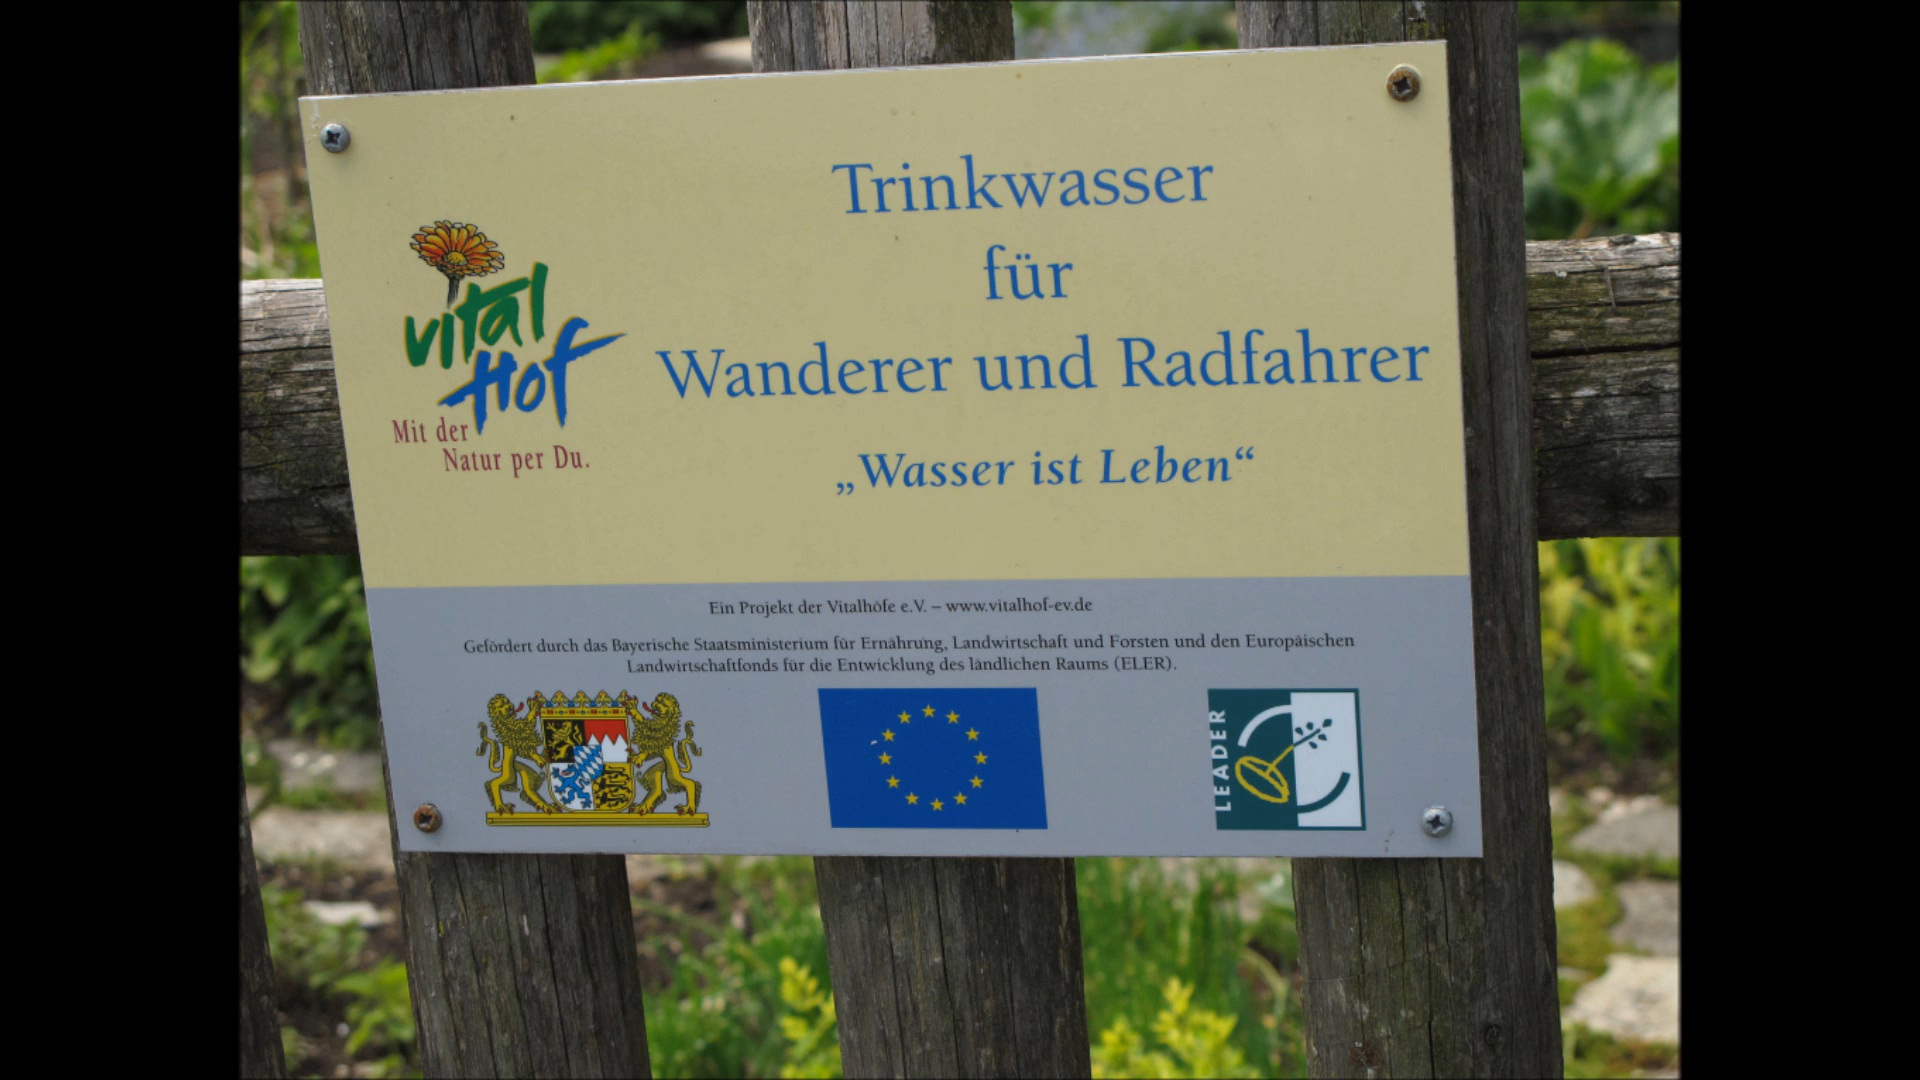 Trinkwasser
für
Wanderer und Radfahrer
„Wasser ist Leben“
vital
Hof
Mit der
Natur per Du.
Ein Projekt der Vitalhöfe e.V. – www.vitalhof-ev.de
Gefördert durch das Bayerische Staatsministerium für Ernährung, Landwirtschaft und Forsten und den Europäischen
Landwirtschaftfonds für die Entwicklung des ländlichen Raums (ELER).
LEADER